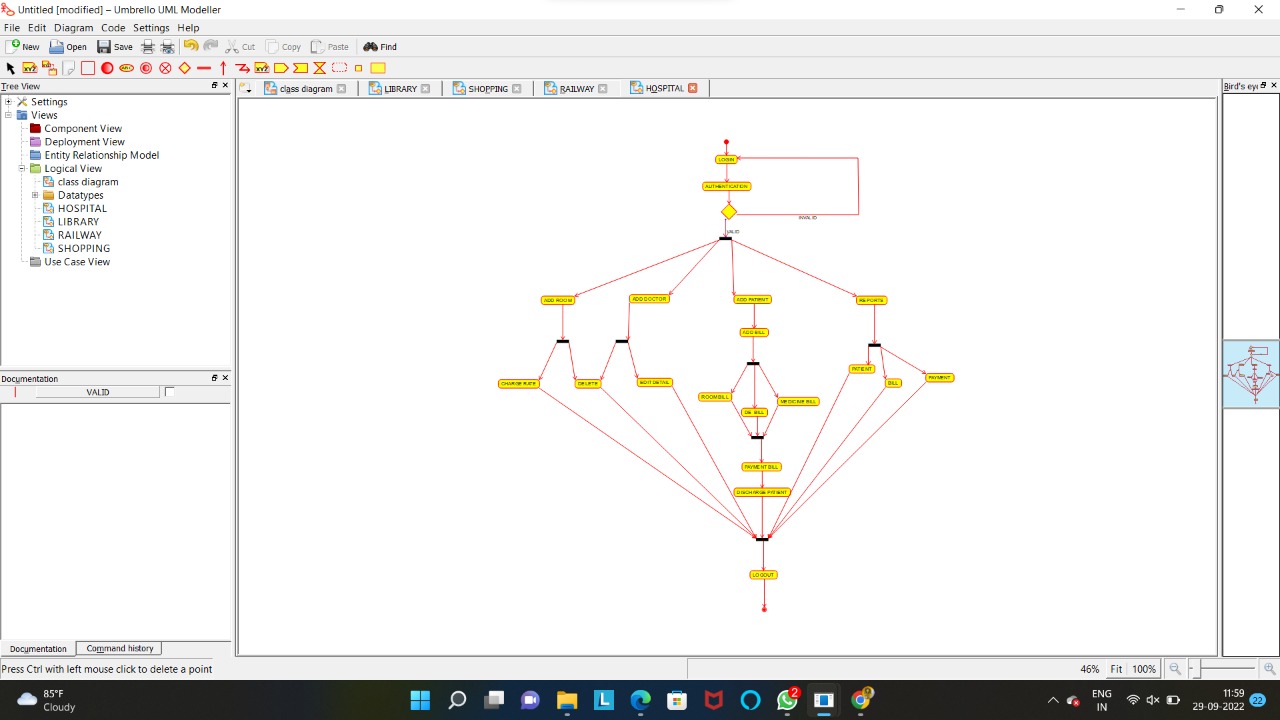 Untitled [modified] – Umbrello UML Modeller
File Edit Diagram Code Settings Help
New Open Save Cut Copy Paste Find
Tree View
class diagram LIBRARY SHOPPING RAILWAY HOSPITAL
Bird's ey
Settings
Views
Component View
Deployment View
Entity Relationship Model
Logical View
class diagram
Datatypes
HOSPITAL
LIBRARY
RAILWAY
SHOPPING
Use Case View
Documentation
VALID
LOGIN
AUTHENTICATION
INVALID
VALID
ADD ROOM ADD DOCTOR ADD PATIENT REPORTS
ADD BILL
PATIENT
CHARGE RATE DELETE EDIT DETAIL BILL PAYMENT
ROOM BILL MEDICINE BILL
PAYMENT BILL
DISCHARGE PATIENT
LOGOUT
Documentation Command history
Press Ctrl with left mouse click to delete a point
46% Fit 100%
85°F
Cloudy
2
ENG
IN
11:59
29-09-2022
22